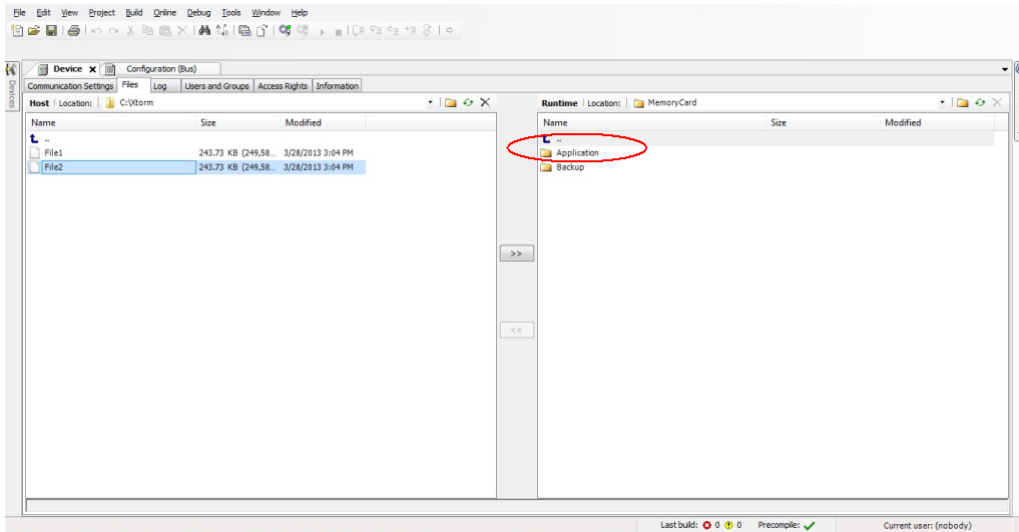 File Edit View Project Build Online Debug Tools Window Help
Device Configuration (Bus)
Devices
Communication Settings Files Log Users and Groups Access Rights Information
Host Location: C:\Xtorm
Runtime Location: MemoryCard
Name Size Modified
Name Size Modified
..
..
File1 243.73 KB (249,58... 3/28/2013 3:04 PM
Application
File2 243.73 KB (249,58... 3/28/2013 3:04 PM
Backup
>>
<<
Last build: 0 0 Precompile: Current user: (nobody)